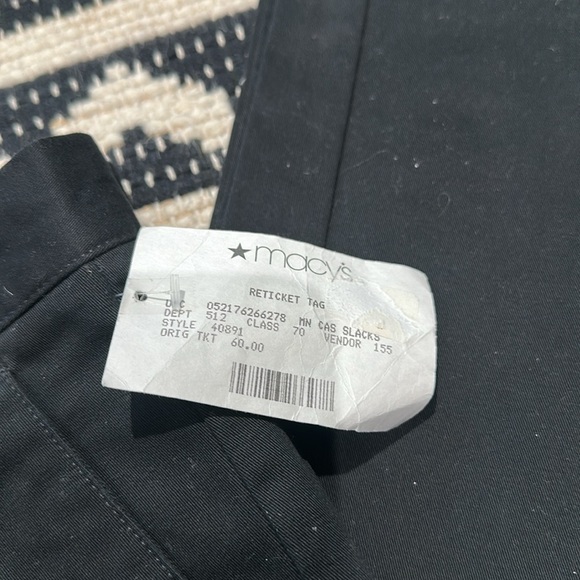 ★macy's
RETICKET TAG
UPC 052176266278 MN CAS SLACKS
DEPT 512 CLASS 70 VENDOR 155
STYLE 40891
ORIG TKT 60.00